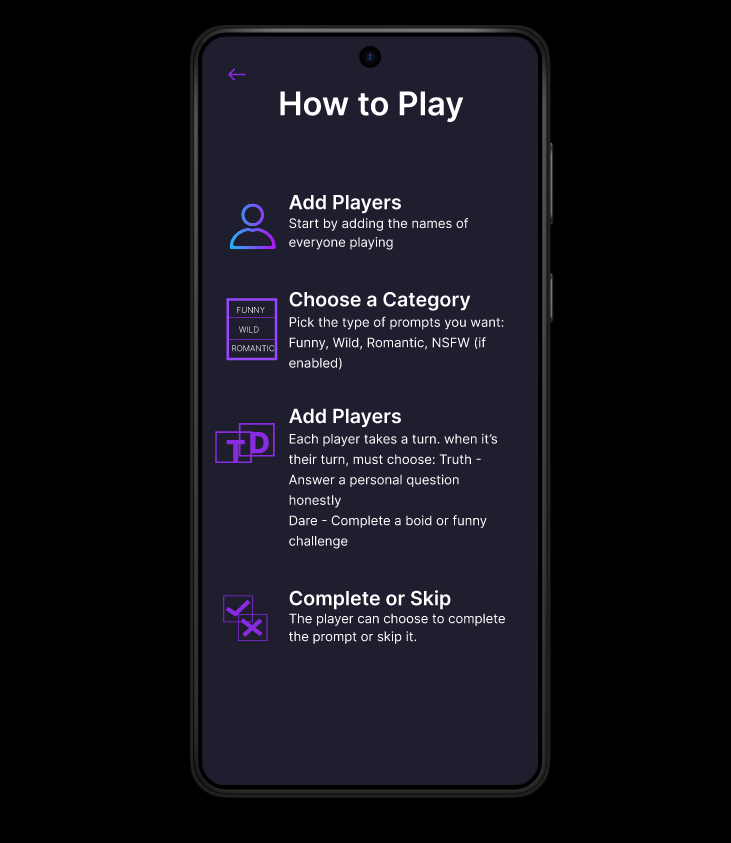 How to Play
Add Players
Start by adding the names of
everyone playing
FUNNY
WILD
ROMANTIC
Choose a Category
Pick the type of prompts you want:
Funny, Wild, Romantic, NSFW (if
enabled)
T D
Add Players
Each player takes a turn. when it’s
their turn, must choose: Truth -
Answer a personal question
honestly
Dare - Complete a boid or funny
challenge
Complete or Skip
The player can choose to complete
the prompt or skip it.